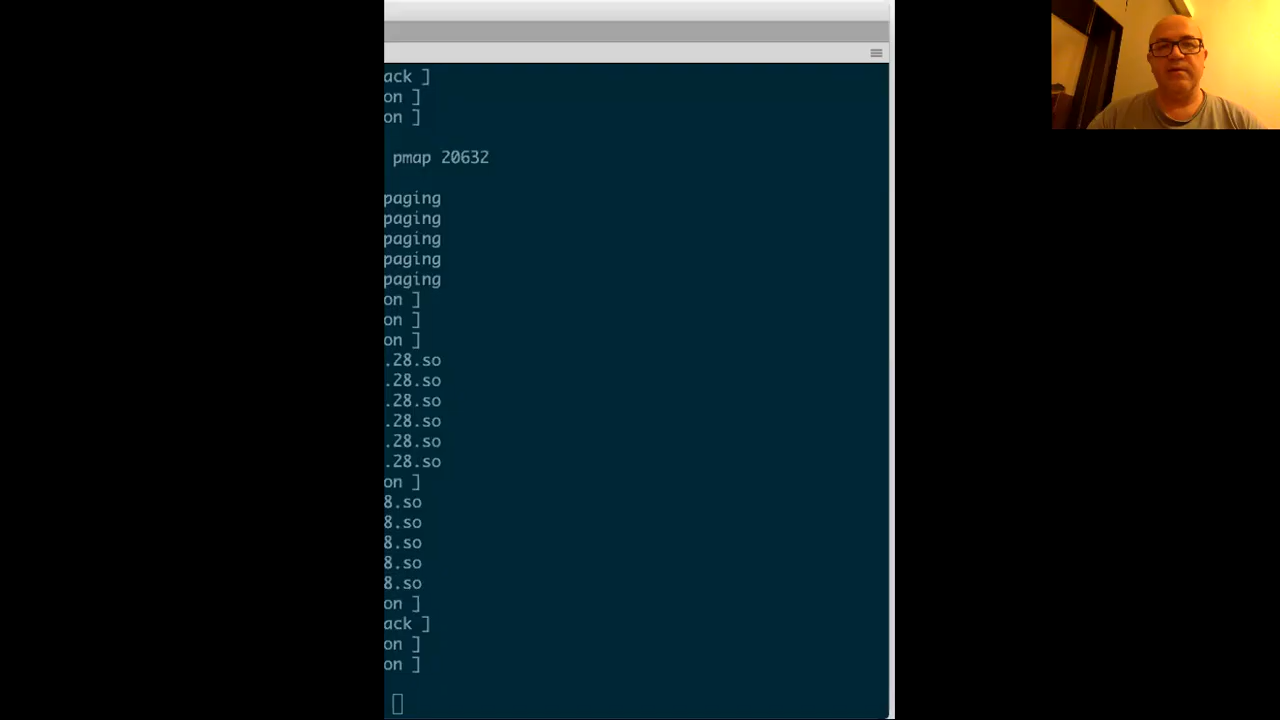 ack ]
on ]
on ]
pmap 20632
paging
paging
paging
paging
paging
on ]
on ]
on ]
.28.so
.28.so
.28.so
.28.so
.28.so
.28.so
on ]
8.so
8.so
8.so
8.so
8.so
on ]
ack ]
on ]
on ]